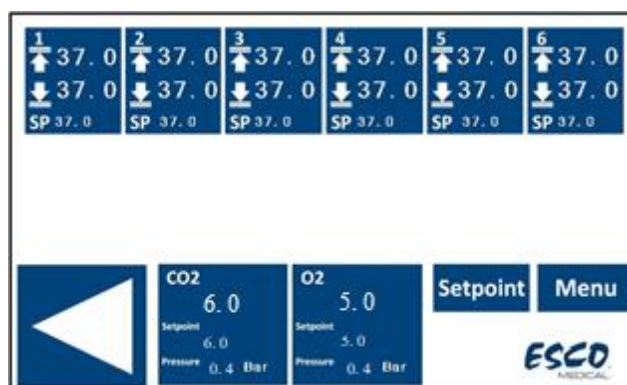 1 2 3 4 5 6
37.0 37.0 37.0 37.0 37.0 37.0
37.0 37.0 37.0 37.0 37.0 37.0
SP 37.0 SP 37.0 SP 37.0 SP 37.0 SP 37.0 SP 37.0
CO2
6.0
Setpoint
6.0
Pressure 0.4 Bar
O2
5.0
Setpoint
5.0
Pressure 0.4 Bar
Setpoint
Menu
ESCO
MEDICAL